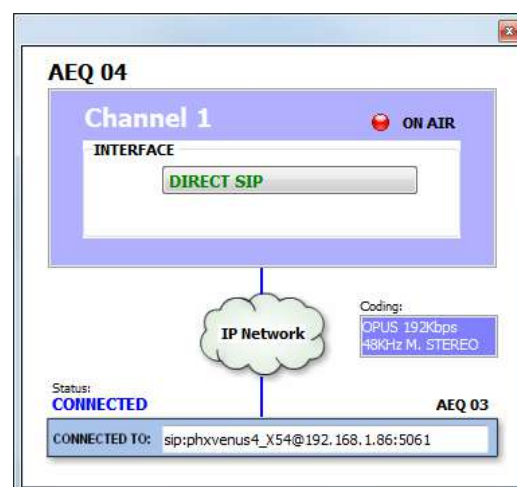 AEQ 04
Channel 1
ON AIR
INTERFACE
DIRECT SIP
IP Network
Coding:
OPUS 192Kbps
48KHz M. STEREO
Status:
CONNECTED
AEQ 03
CONNECTED TO: sip:phxvenus4_X54@192.168.1.86:5061